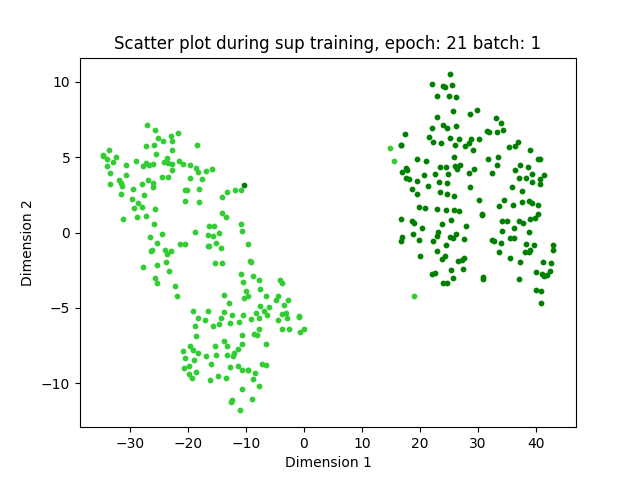 Scatter plot during sup training, epoch: 21 batch: 1
10
5
0
−5
−10
Dimension 2
−30 −20 −10 0 10 20 30 40
Dimension 1